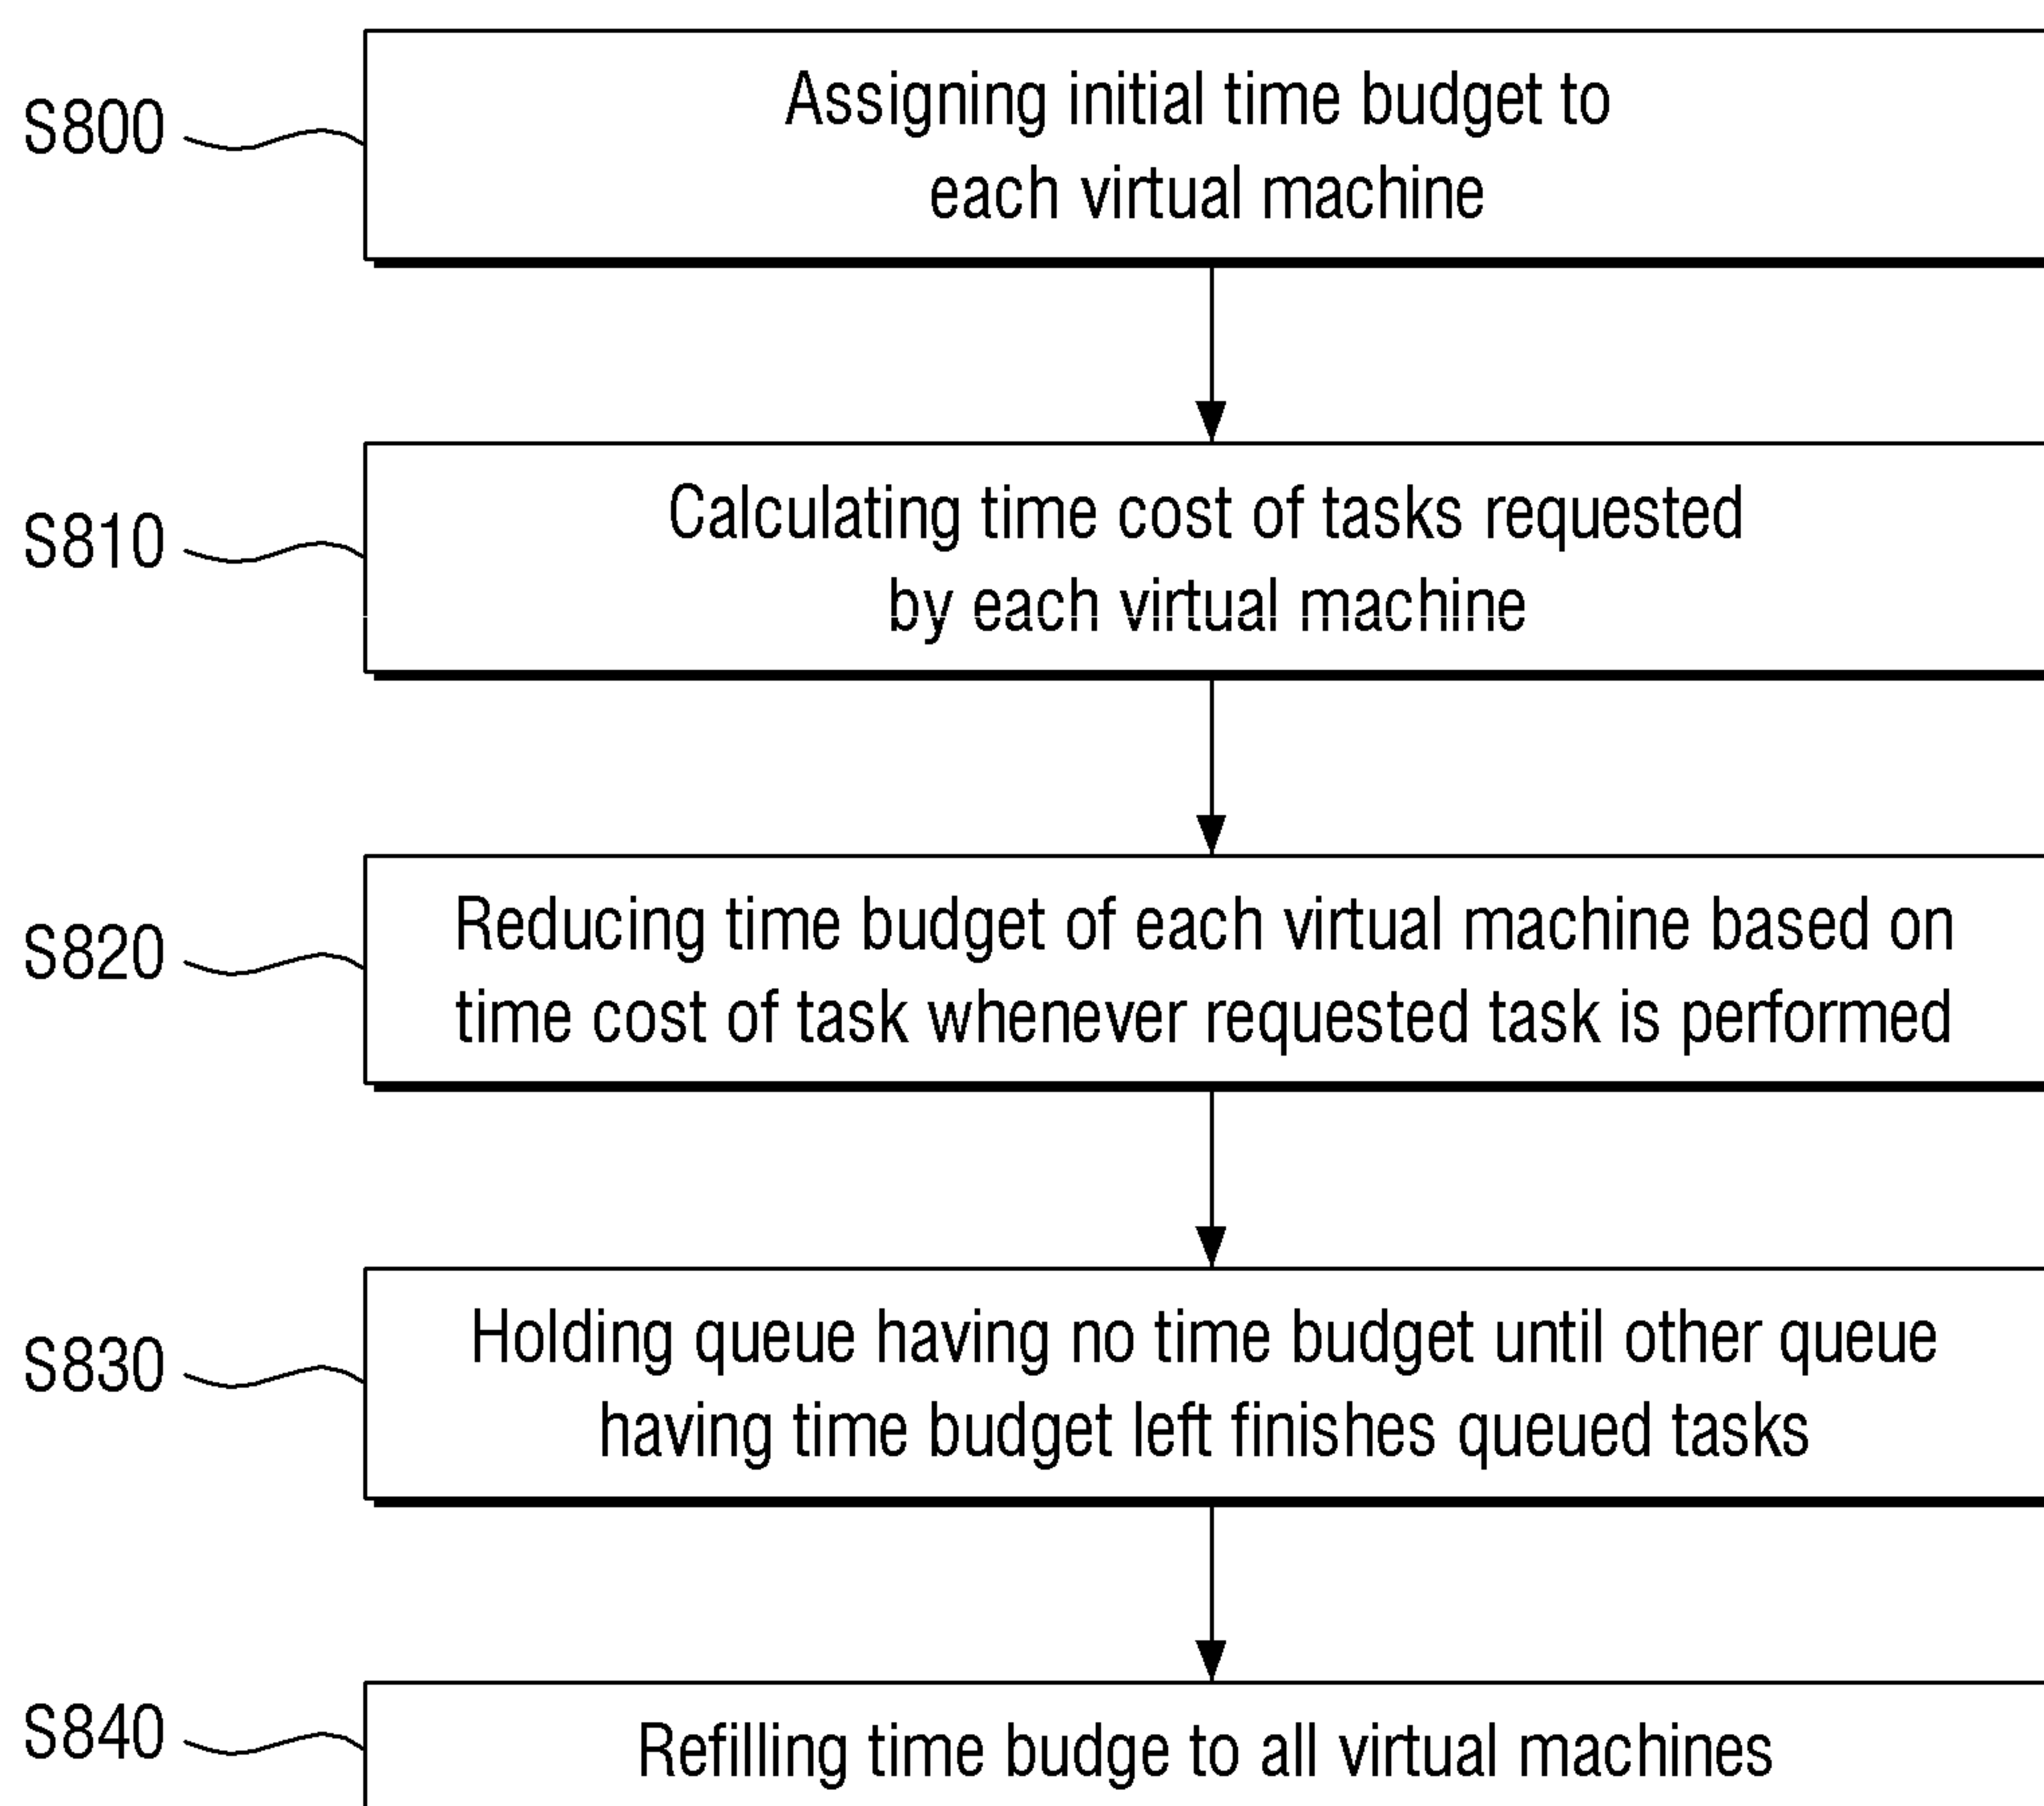 S800
Assigning initial time budget to
each virtual machine
S810
Calculating time cost of tasks requested
by each virtual machine
S820
Reducing time budget of each virtual machine based on
time cost of task whenever requested task is performed
S830
Holding queue having no time budget until other queue
having time budget left finishes queued tasks
S840
Refilling time budge to all virtual machines